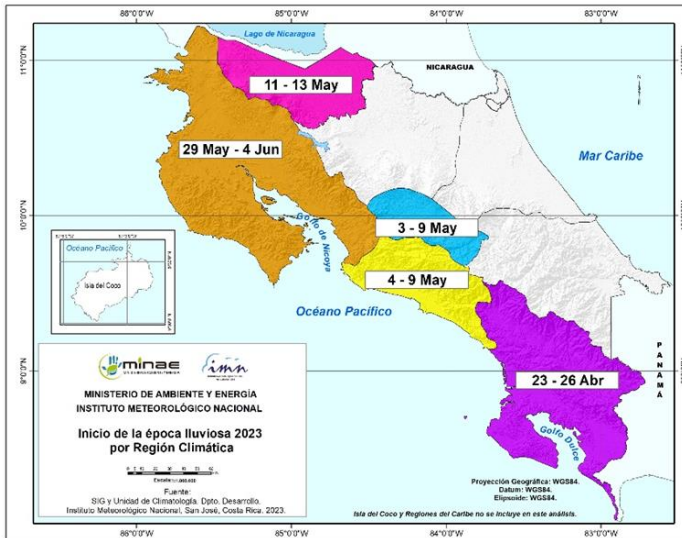 86°0'0"W
85°0'0"W
84°0'0"W
83°0'0"W
Lago de Nicaragua
11°0'0"N
NICARAGUA
11 - 13 May
29 May - 4 Jun
Mar Caribe
10°0'0"N
Golfo de Nicoya
3 - 9 May
4 - 9 May
Océano Pacífico
Isla del Coco
Océano Pacífico
PANAMÁ
9°0'0"N
23 - 26 Abr
Golfo Dulce
minae
imn
MINISTERIO DE AMBIENTE Y ENERGÍA
INSTITUTO METEOROLÓGICO NACIONAL
Inicio de la época lluviosa 2023
por Región Climática
Fuente:
SIG y Unidad de Climatología. Dpto. Desarrollo.
Instituto Meteorológico Nacional, San José, Costa Rica. 2023.
Proyección Geográfica: WGS84.
Datum: WGS84.
Elipsoide: WGS84.
Isla del Coco y Regiones del Caribe no se incluye en este análisis.
86°0'0"W
85°0'0"W
84°0'0"W
83°0'0"W